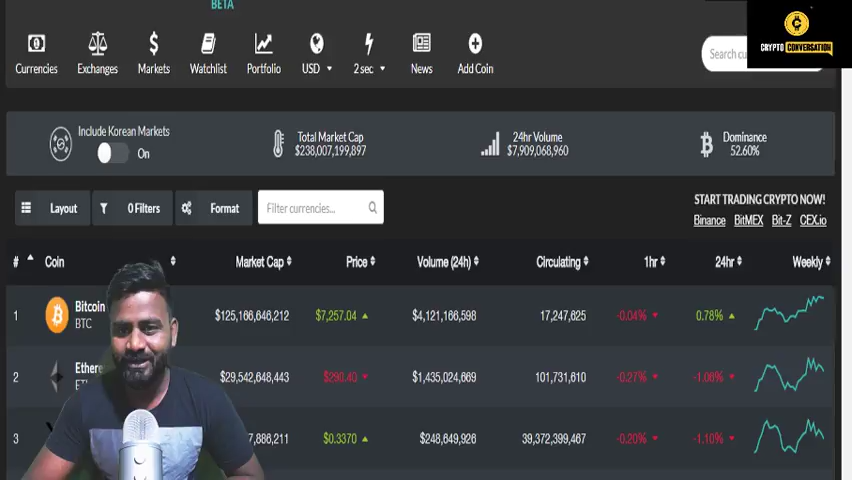 BETA
CRYPTO CONVERSATION
Currencies Exchanges Markets Watchlist Portfolio USD 2 sec News Add Coin
Search
Include Korean Markets
On
Total Market Cap
$238,007,199,897
24hr Volume
$7,909,068,960
Dominance
52.60%
Layout 0 Filters Format Filter currencies...
START TRADING CRYPTO NOW!
Binance BitMEX Bit-Z CEX.io
# Coin Market Cap Price Volume (24h) Circulating 1hr 24hr Weekly
1 Bitcoin $125,166,646,212 $7,257.04 $4,121,166,598 17,247,625 -0.04% 0.78%
BTC
2 Ethere $29,542,648,443 $290.40 $1,435,024,669 101,731,610 -0.27% -1.06%
3 7,886,211 $0.3370 $248,649,926 39,372,399,467 -0.20% -1.10%